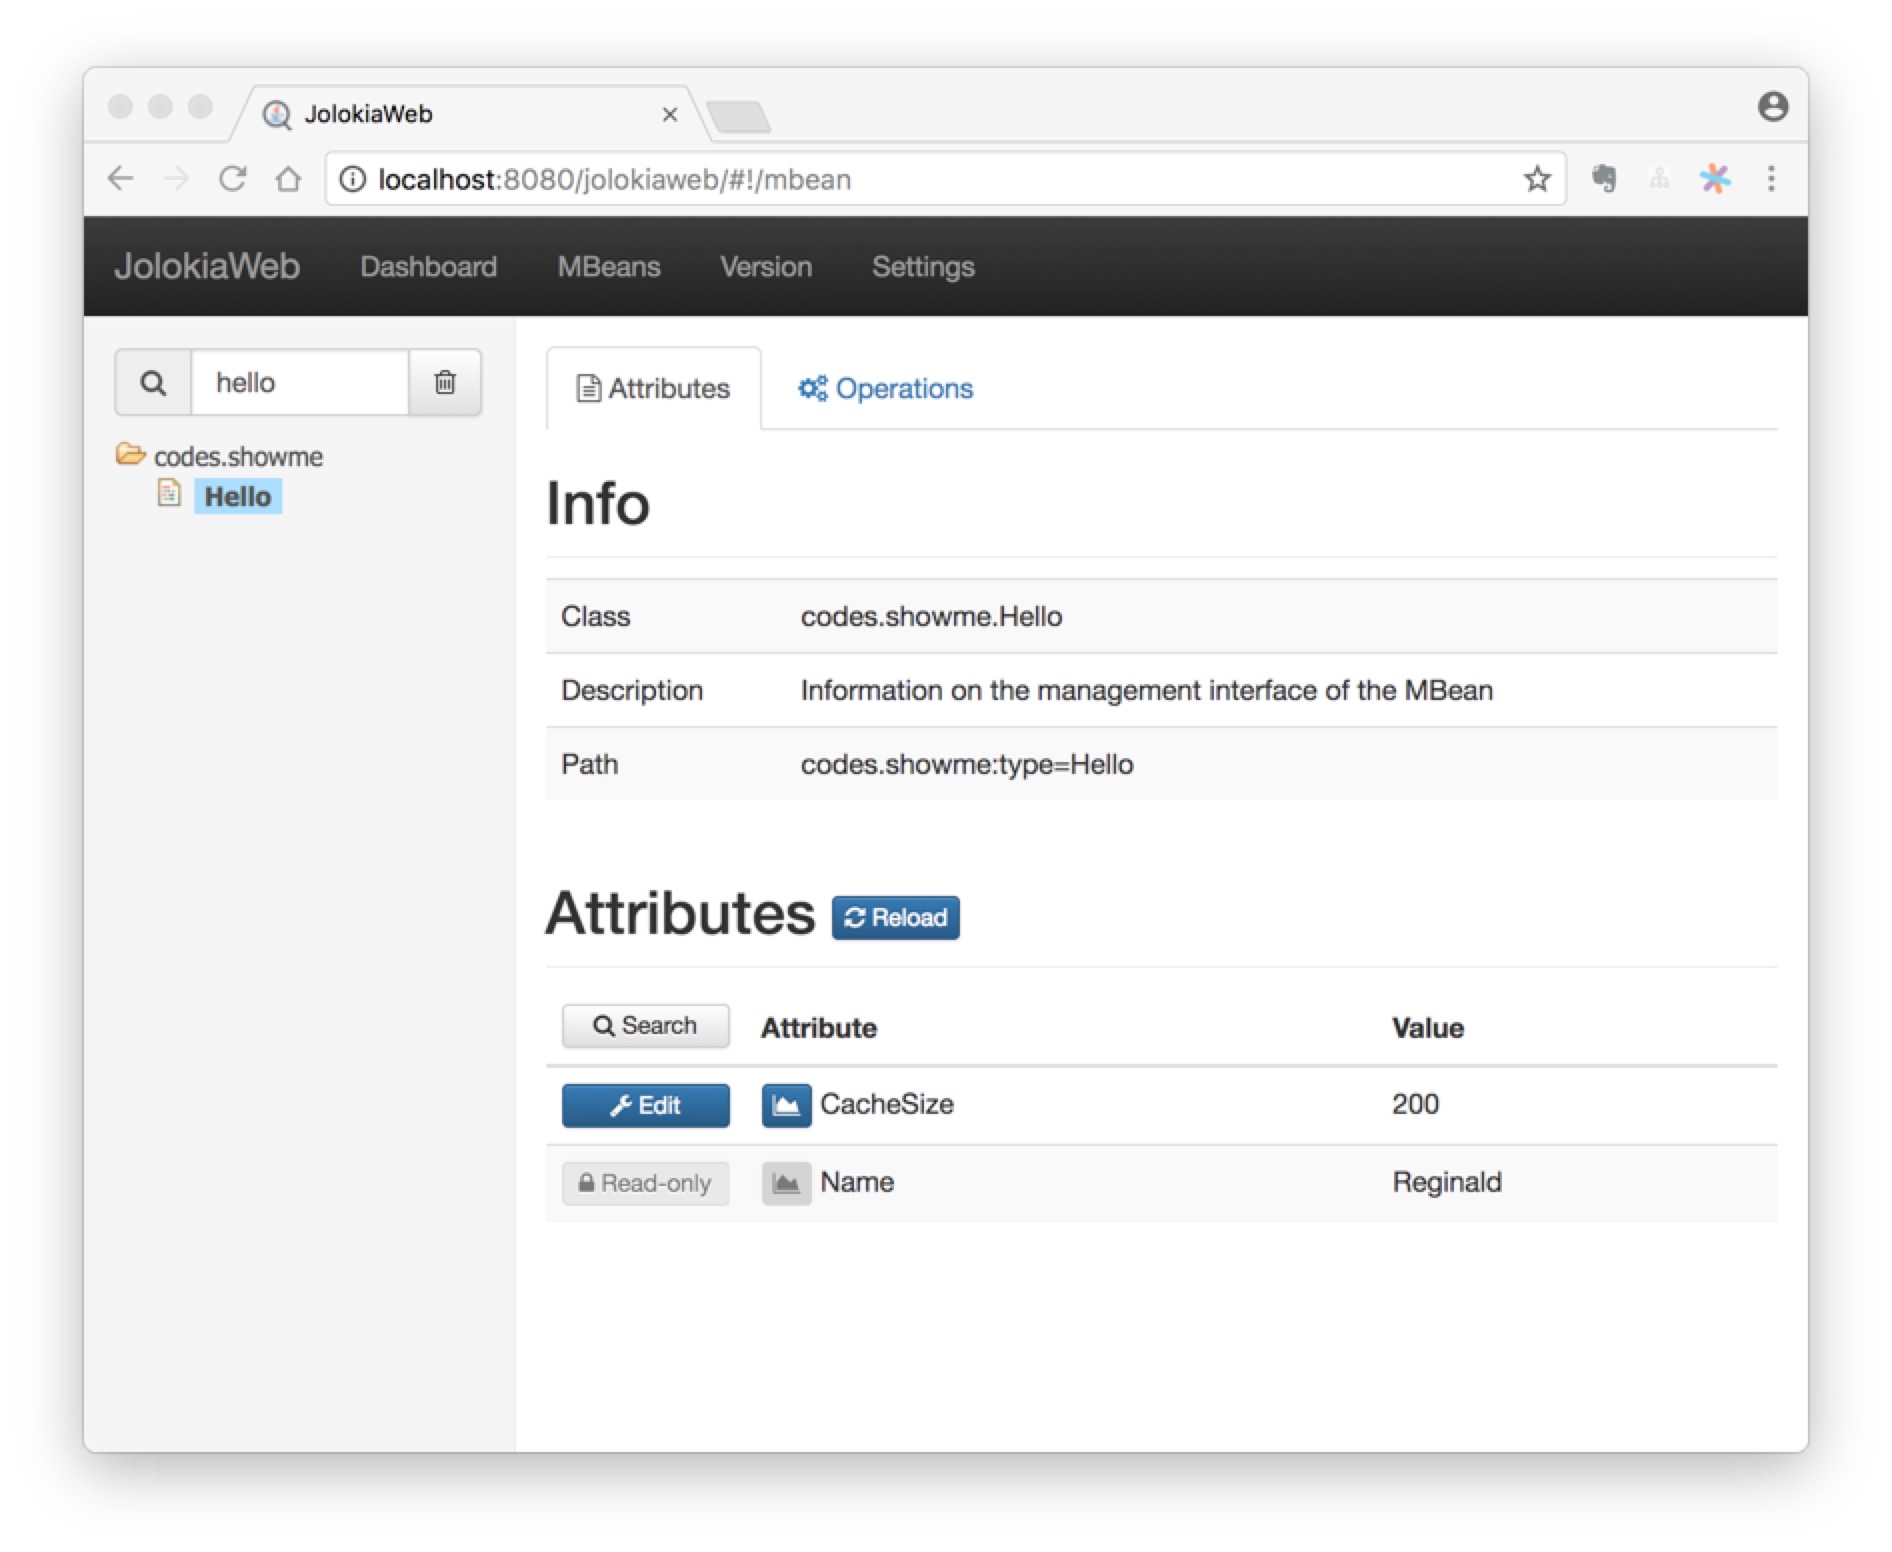 JolokiaWeb
localhost:8080/jolokiaweb/#!/mbean
JolokiaWeb Dashboard MBeans Version Settings
hello
codes.showme
Hello
Attributes Operations
Info
Class codes.showme.Hello
Description Information on the management interface of the MBean
Path codes.showme:type=Hello
Attributes Reload
Search Attribute Value
Edit CacheSize 200
Read-only Name Reginald